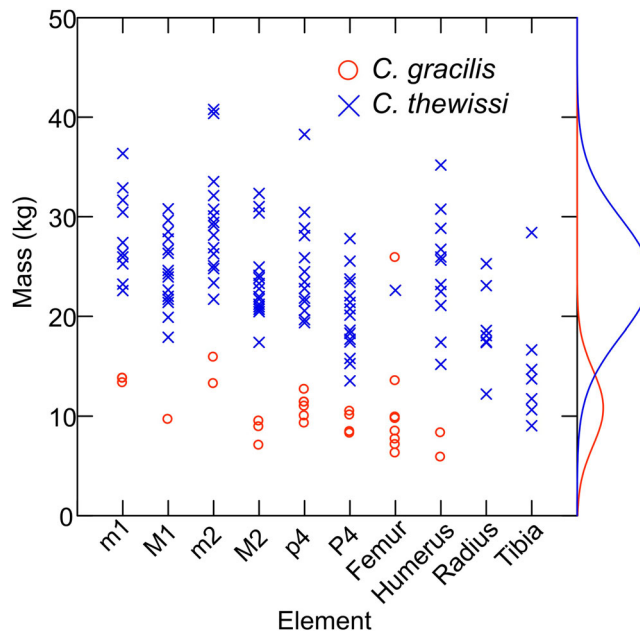 50
40
30
20
10
0
Mass (kg)
C. gracilis
C. thewissi
m1
M1
m2
M2
p4
P4
Femur
Humerus
Radius
Tibia
Element